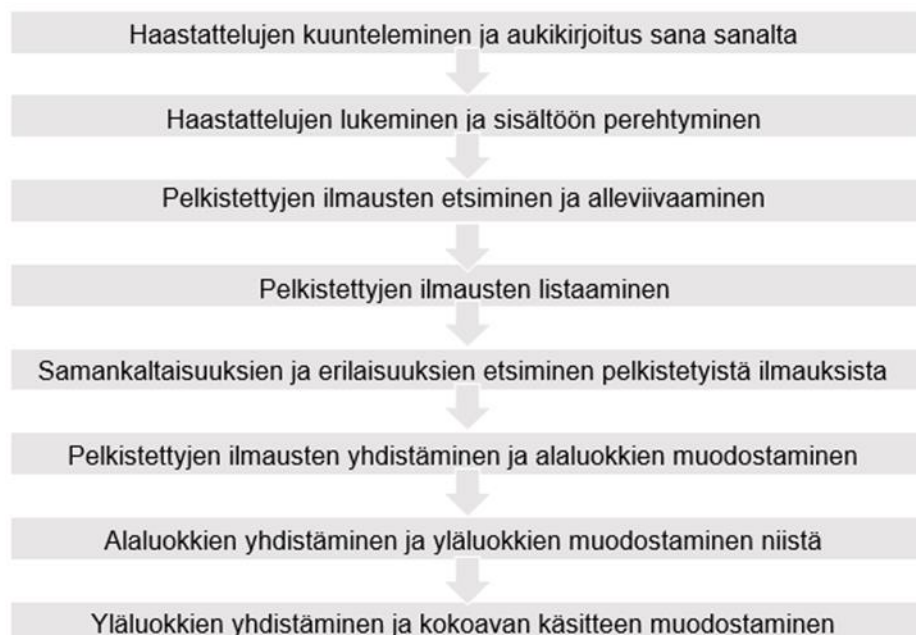 Haastattelujen kuunteleminen ja aukikirjoitus sana sanalta
Haastattelujen lukeminen ja sisältöön perehtyminen
Pelkistettyjen ilmausten etsiminen ja alleviivaaminen
Pelkistettyjen ilmausten listaaminen
Samankaltaisuuksien ja erilaisuuksien etsiminen pelkistetyistä ilmauksista
Pelkistettyjen ilmausten yhdistäminen ja alaluokkien muodostaminen
Alaluokkien yhdistäminen ja yläluokkien muodostaminen niistä
Yläluokkien yhdistäminen ja kokoavan käsitteen muodostaminen